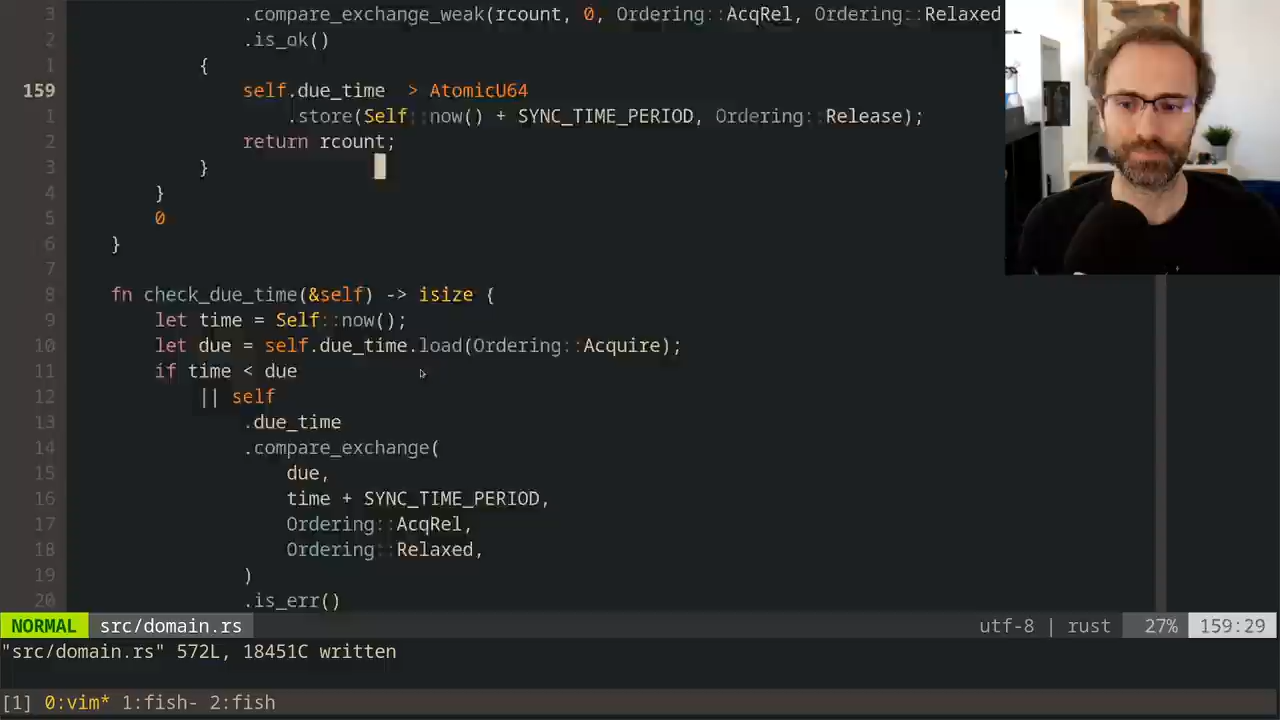 3 .compare_exchange_weak(rcount, 0, Ordering::AcqRel, Ordering::Relaxed
2 .is_ok()
1 {
159 self.due_time > AtomicU64
1 .store(Self::now() + SYNC_TIME_PERIOD, Ordering::Release);
2 return rcount;
3 }
4 }
5 0
6 }
7
8 fn check_due_time(&self) -> isize {
9 let time = Self::now();
10 let due = self.due_time.load(Ordering::Acquire);
11 if time < due
12 || self
13 .due_time
14 .compare_exchange(
15 due,
16 time + SYNC_TIME_PERIOD,
17 Ordering::AcqRel,
18 Ordering::Relaxed,
19 )
20 .is_err()
NORMAL src/domain.rs utf-8 | rust 27% 159:29
"src/domain.rs" 572L, 18451C written
[1] 0:vim* 1:fish- 2:fish